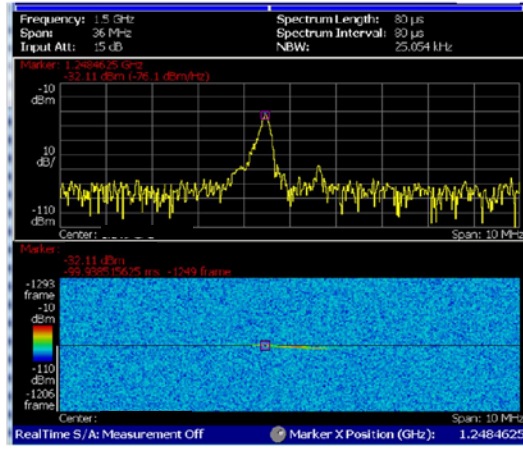 Frequency: 1.5 GHz Spectrum Length: 80 µs
Span: 36 MHz Spectrum Interval: 80 µs
Input Att: 15 dB NBW: 25.054 kHz
Marker: 1.2484625 GHz
-32.11 dBm (-76.1 dBm/Hz)
-10
dBm
10
dB/
-110
dBm
Center: Span: 10 MHz
Marker:
-32.11 dBm
-99.938515625 ms -1249 frame
-1293
frame
-10
dBm
-110
dBm
-1206
frame
Center: Span: 10 MHz
RealTime S/A: Measurement Off Marker X Position (GHz): 1.2484625